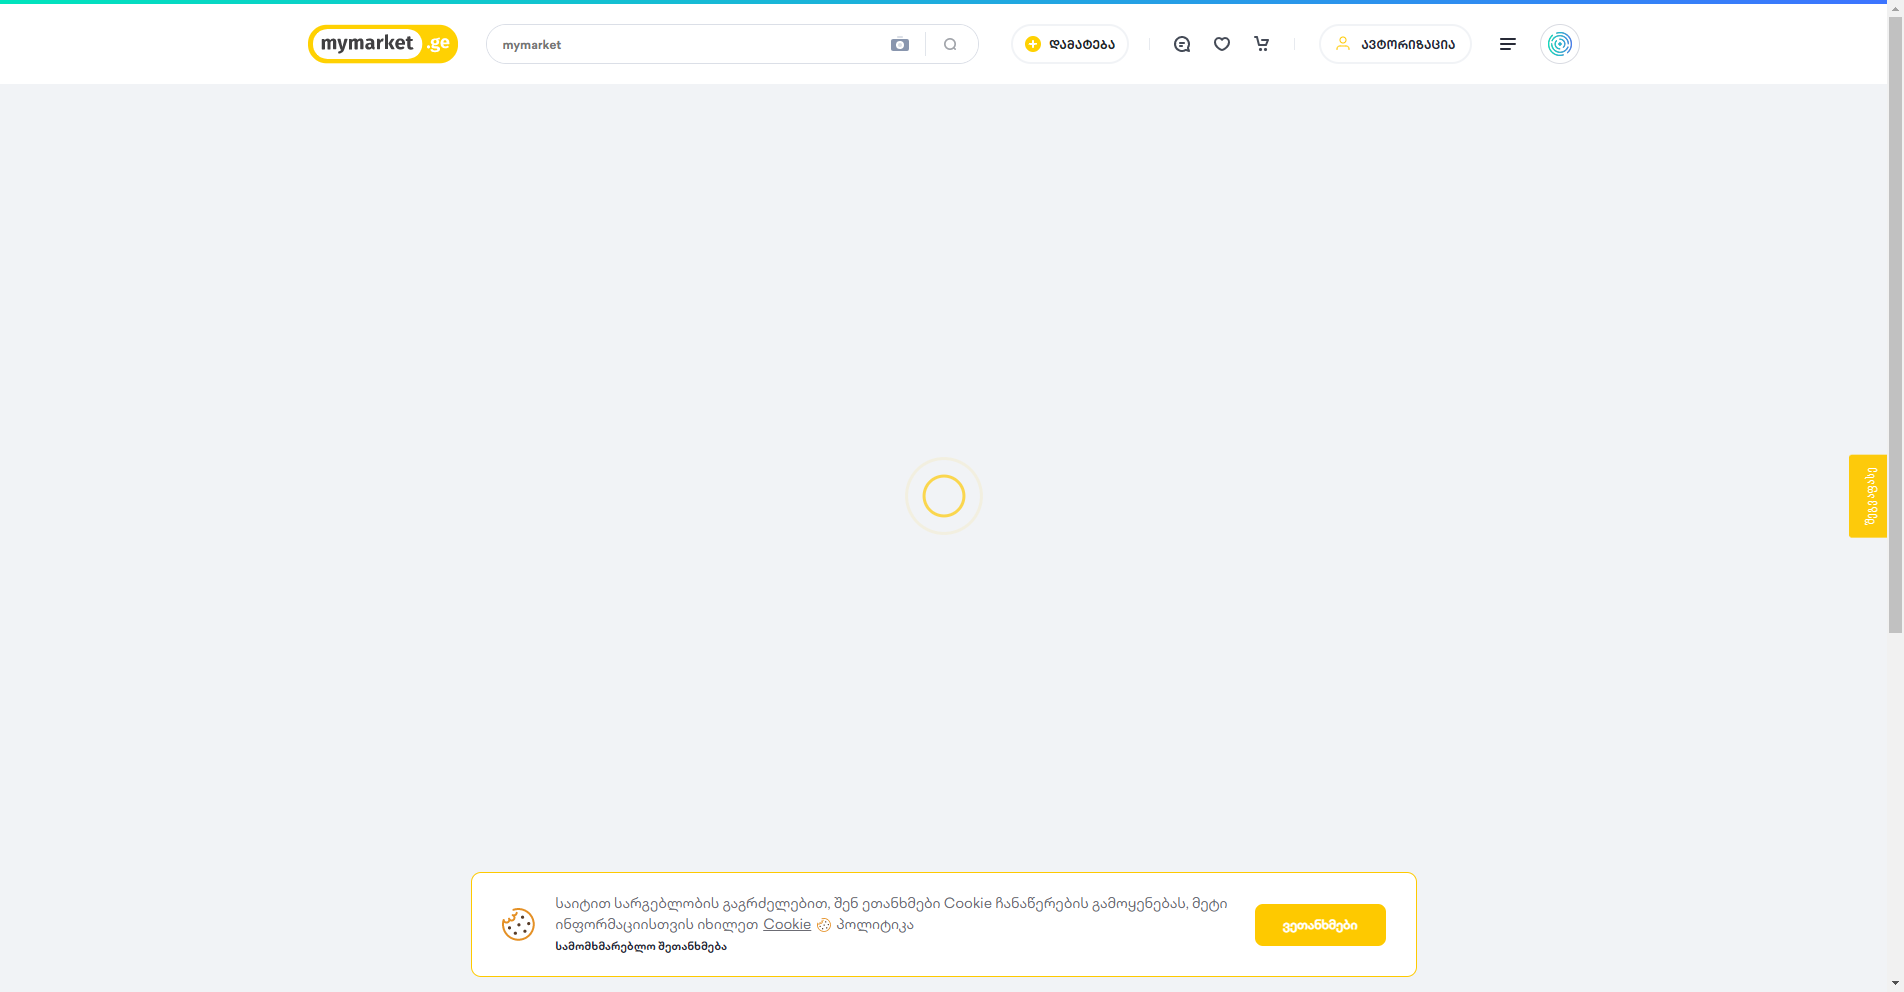 mymarket .ge
mymarket
დამატება
ავტორიზაცია
ფიდბექი
საიტით სარგებლობის გაგრძელებით, შენ ეთანხმები Cookie ჩანაწერების გამოყენებას, მეტი
ინფორმაციისთვის იხილეთ Cookie 🍪 პოლიტიკა
სამომხმარებლო შეთანხმება
ვეთანხმები